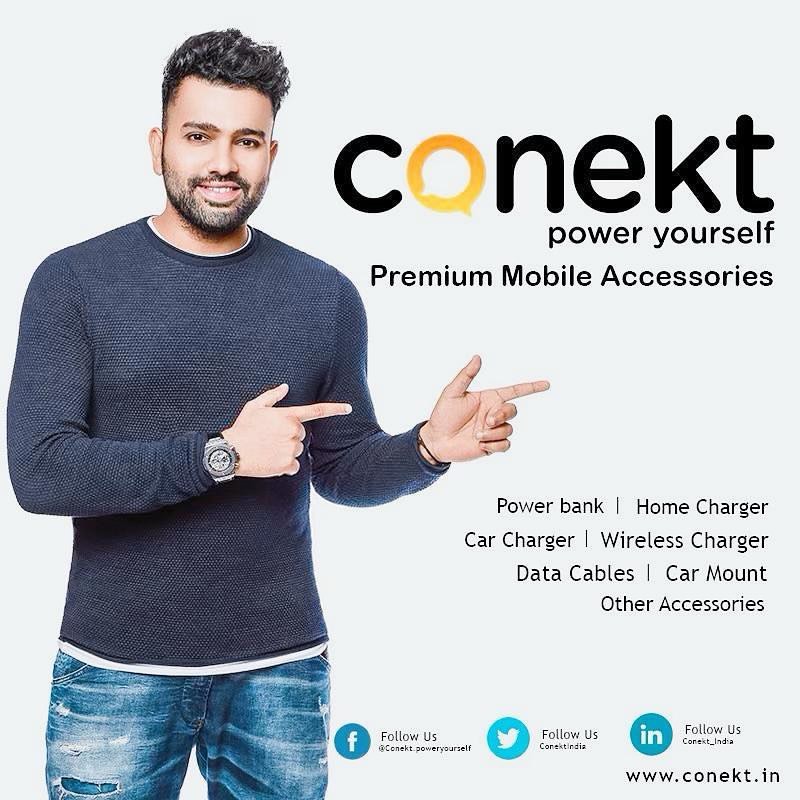 conekt
power yourself
Premium Mobile Accessories
Power bank | Home Charger
Car Charger | Wireless Charger
Data Cables | Car Mount
Other Accessories
f Follow Us
@Conekt.poweryourself
Follow Us
ConektIndia
in Follow Us
Conekt_India
www.conekt.in